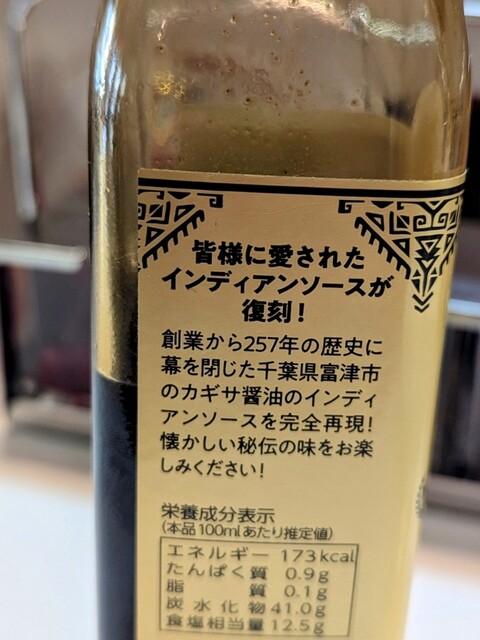 皆様に愛された
インディアンソースが
復刻！
創業から257年の歴史に
幕を閉じた千葉県富津市
のカギサ醤油のインディ
アンソースを完全再現！
懐かしい秘伝の味をお楽
しみください！
栄養成分表示
（本品100mlあたり推定値）
エネルギー 173kcal
たんぱく質 0.9g
脂質 0.1g
炭水化物 41.0g
食塩相当量 12.5g